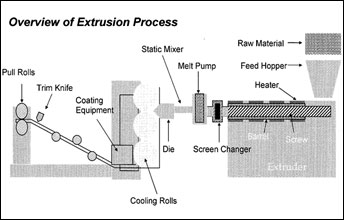 Overview of Extrusion Process
Raw Material
Static Mixer
Melt Pump
Feed Hopper
Pull Rolls
Trim Knife
Heater
Coating
Equipment
Die
Screen Changer
Barrel
Screw
Extruder
Cooling Rolls